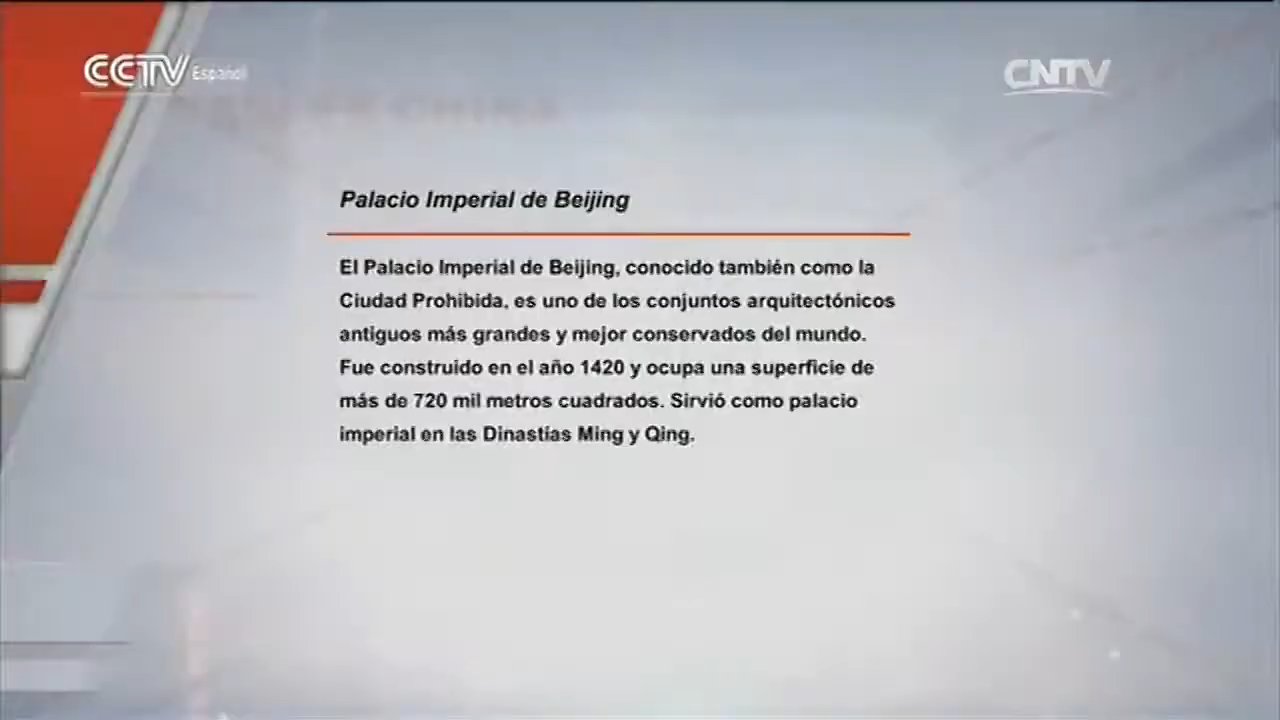 CCTV Español
CNTV
Palacio Imperial de Beijing
El Palacio Imperial de Beijing, conocido también como la
Ciudad Prohibida, es uno de los conjuntos arquitectónicos
antiguos más grandes y mejor conservados del mundo.
Fue construido en el año 1420 y ocupa una superficie de
más de 720 mil metros cuadrados. Sirvió como palacio
imperial en las Dinastías Ming y Qing.